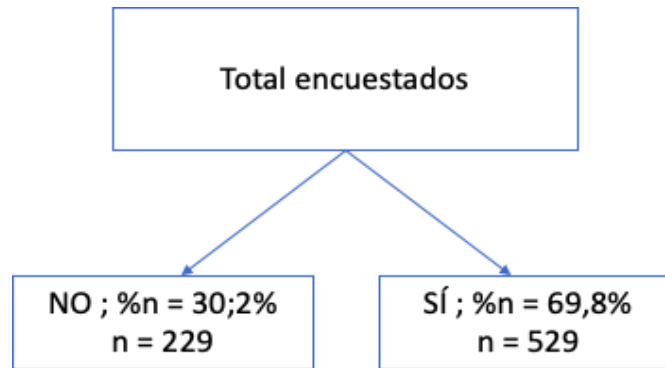 Total encuestados
NO ; %n = 30;2%
n = 229
SÍ ; %n = 69,8%
n = 529